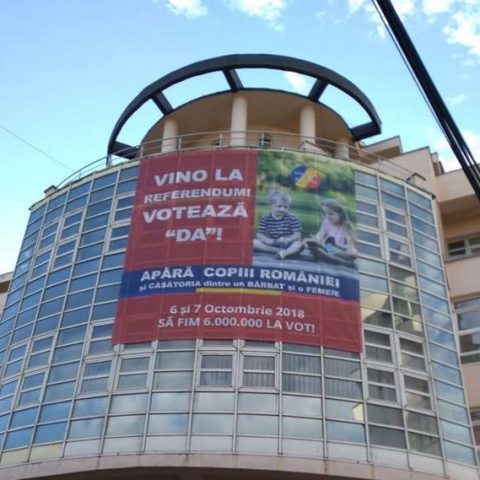 VINO LA
REFERENDUM!
VOTEAZĂ
"DA"!
APĂRĂ COPIII ROMÂNIEI
și CĂSĂTORIA dintre un BĂRBAT și o FEMEIE
6 și 7 Octombrie 2018
SĂ FIM 6.000.000 LA VOT!